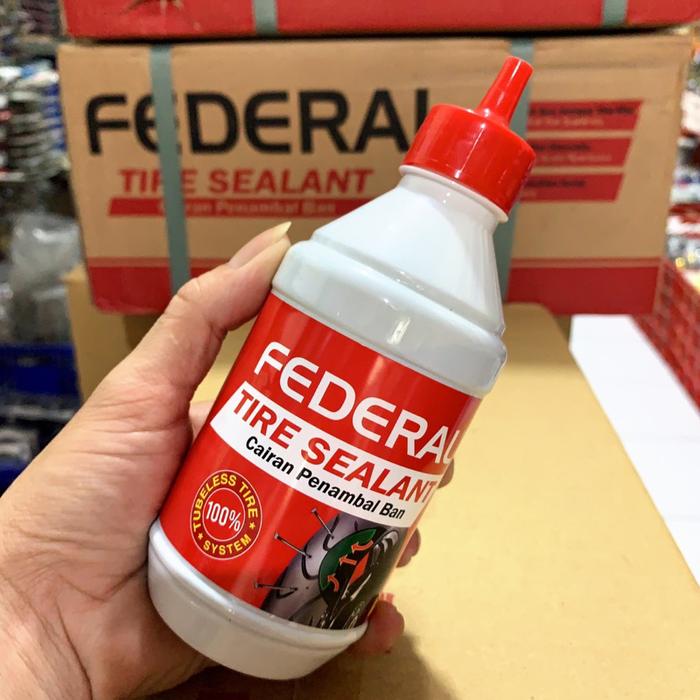 FEDERAL
TIRE SEALANT
Cairan Penambal Ban
FEDERAL
TIRE SEALANT
Cairan Penambal Ban
TUBELESS TIRE
100%
SYSTEM